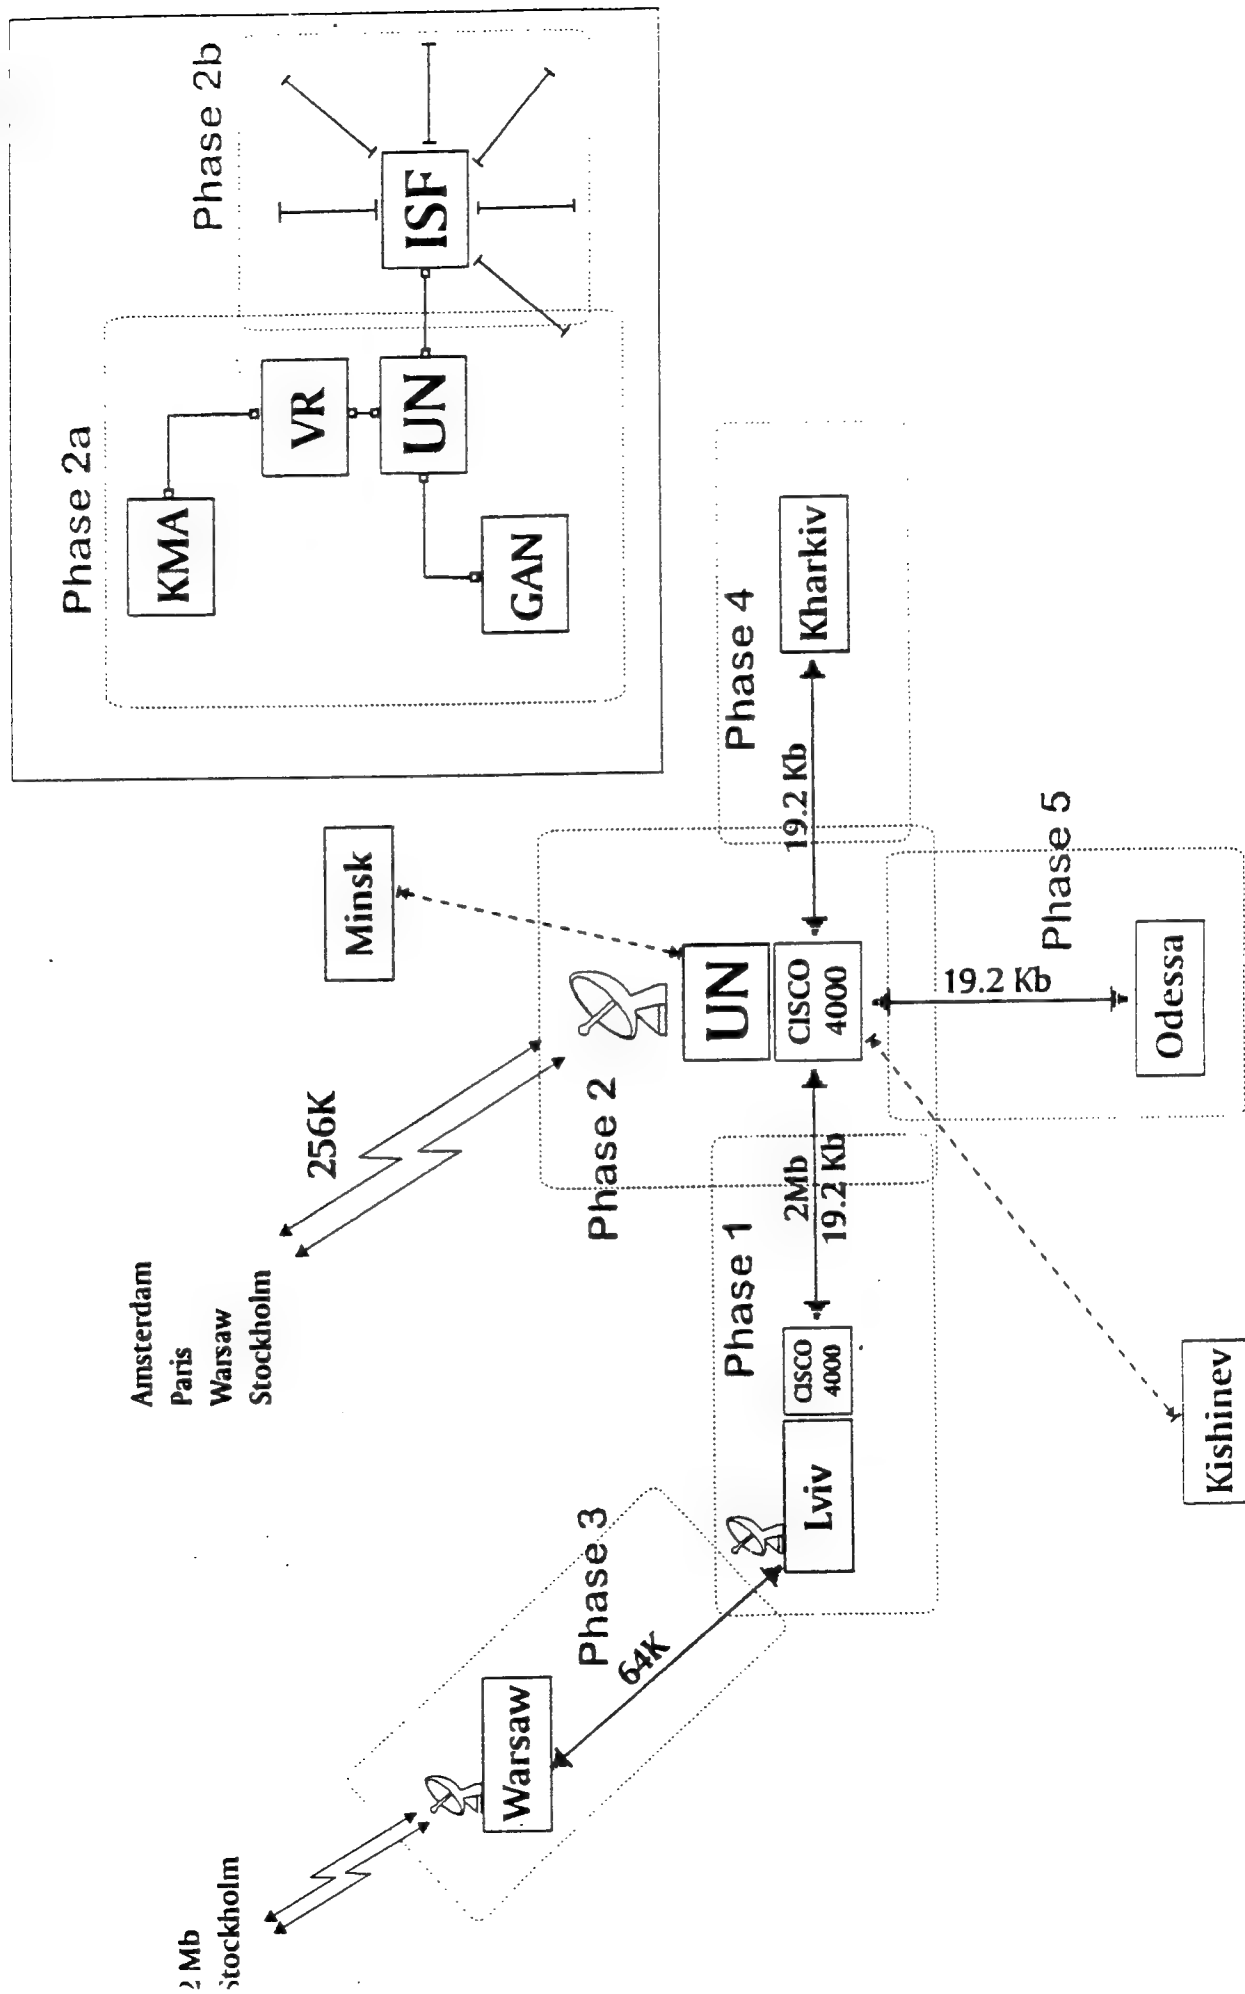 2 Mb
Stockholm
Warsaw
Phase 3
64K
Amsterdam
Paris
Warsaw
Stockholm
256K
Phase 1
Lviv
CISCO
4000
2Mb
19.2 Kb
Phase 2
UN
CISCO
4000
Minsk
Kishinev
19.2 Kb
Odessa
Phase 5
19.2 Kb
Phase 4
Kharkiv
Phase 2a
KMA
VR
UN
GAN
Phase 2b
ISF